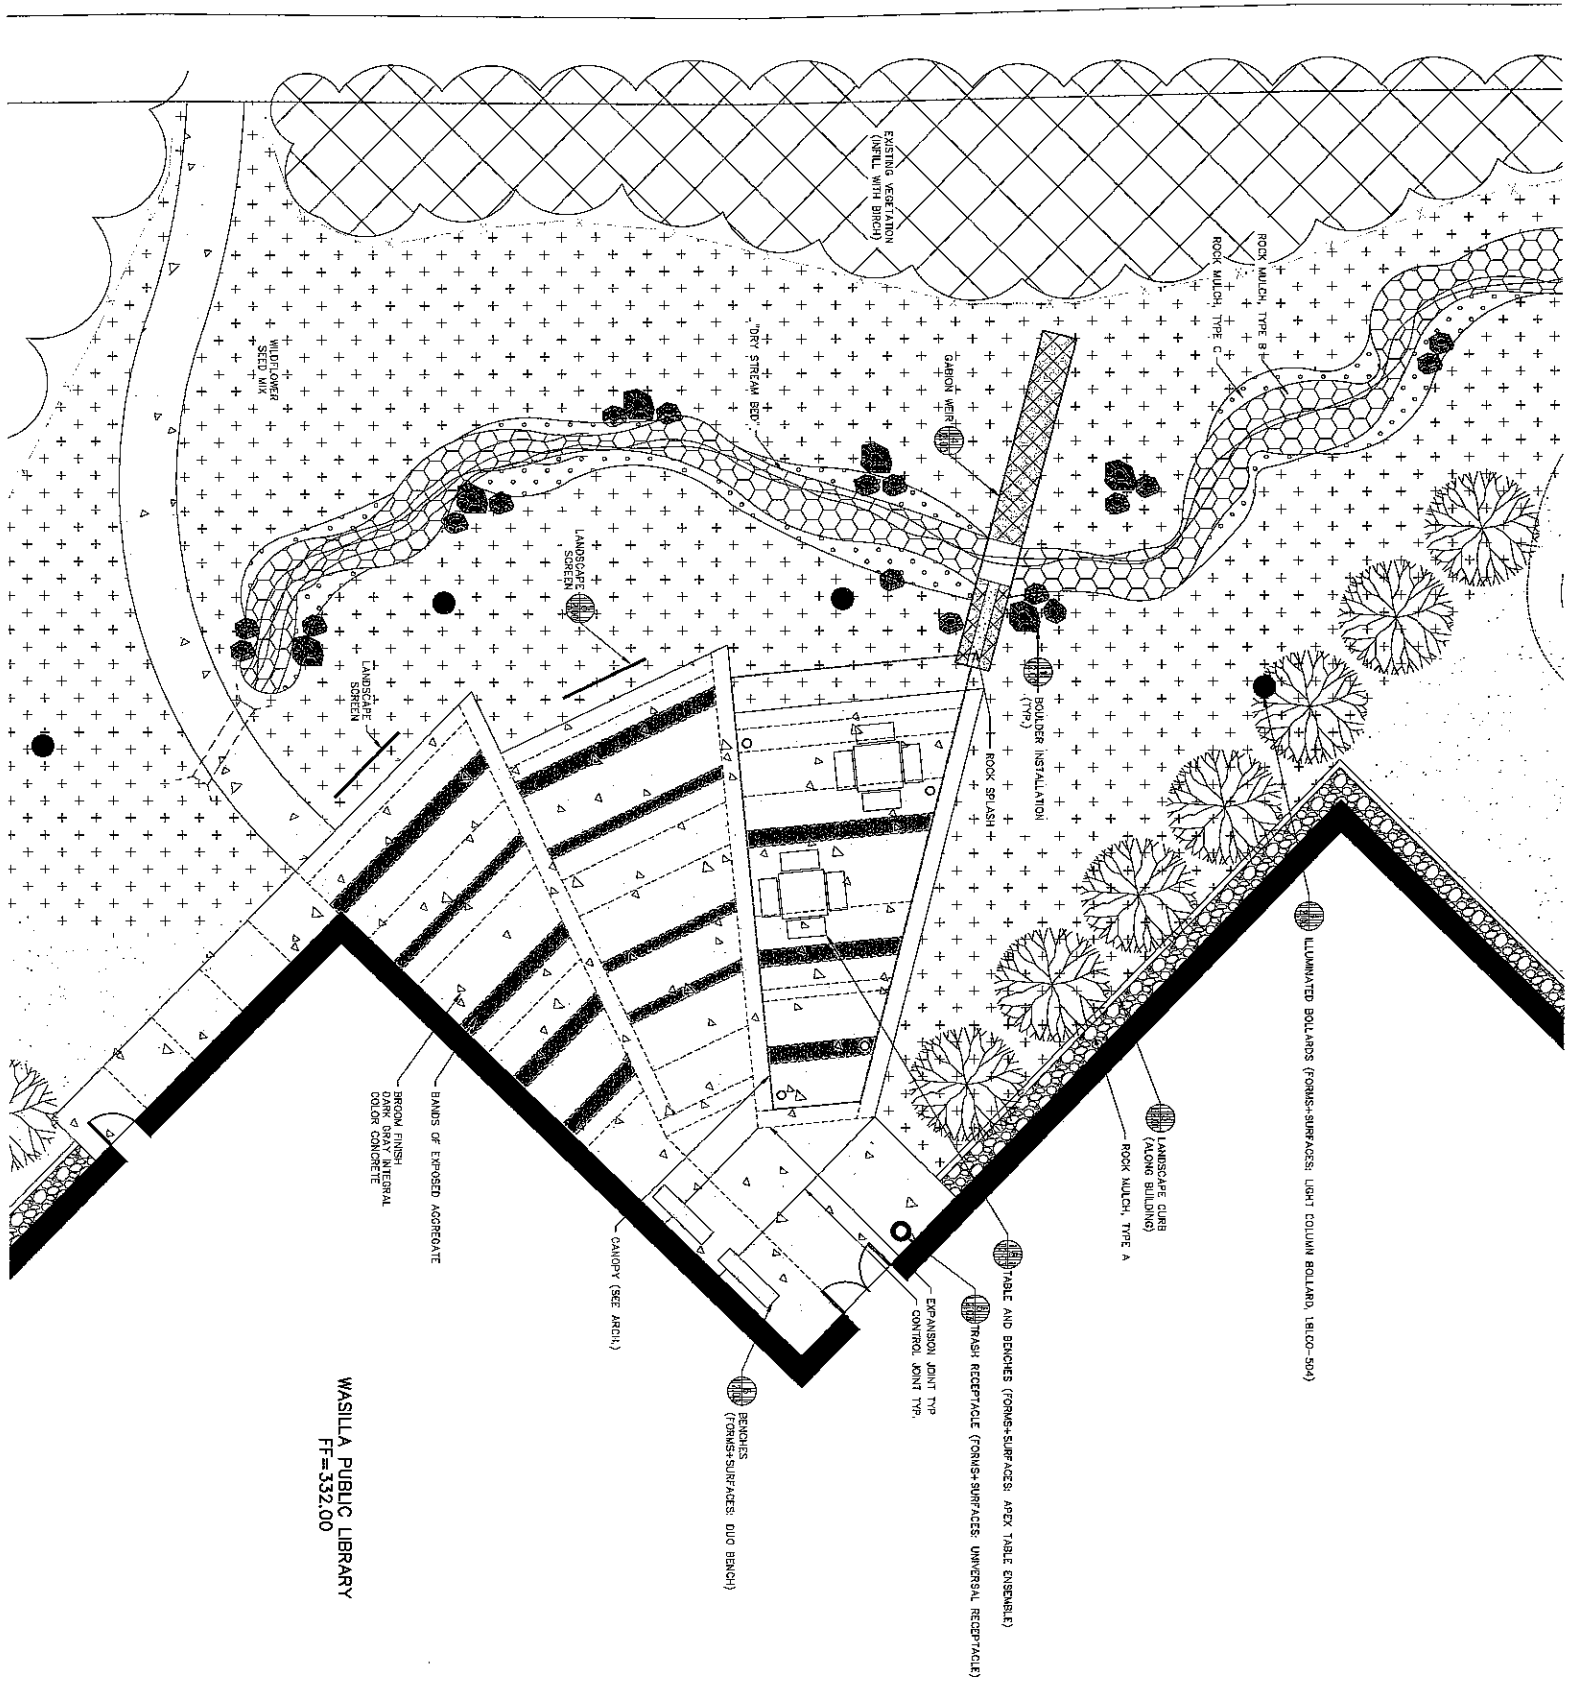 EXISTING VEGETATION
(INFILL WITH BIRCH)
ROCK MULCH, TYPE B
ROCK MULCH, TYPE C
WILDFLOWER
SEED MIX
"DRY STREAM BED"
GABION WEIR
LANDSCAPE
SCREEN
LANDSCAPE
SCREEN
BOULDER INSTALLATION
(TYP.)
ROCK SPLASH
ILLUMINATED BOLLARDS (FORMS+SURFACES: LIGHT COLUMN BOLLARD, LBLCO-504)
LANDSCAPE CURB
(ALONG BUILDING)
ROCK MULCH, TYPE A
TABLE AND BENCHES (FORMS+SURFACES: APEX TABLE ENSEMBLE)
TRASH RECEPTACLE (FORMS+SURFACES: UNIVERSAL RECEPTACLE)
EXPANSION JOINT TYP
CONTROL JOINT TYP.
BENCHES
(FORMS+SURFACES: DUO BENCH)
CANOPY (SEE ARCH.)
BANDS OF EXPOSED AGGREGATE
BROOM FINISH
DARK GRAY INTEGRAL
COLOR CONCRETE
WASILLA PUBLIC LIBRARY
FF=332.00